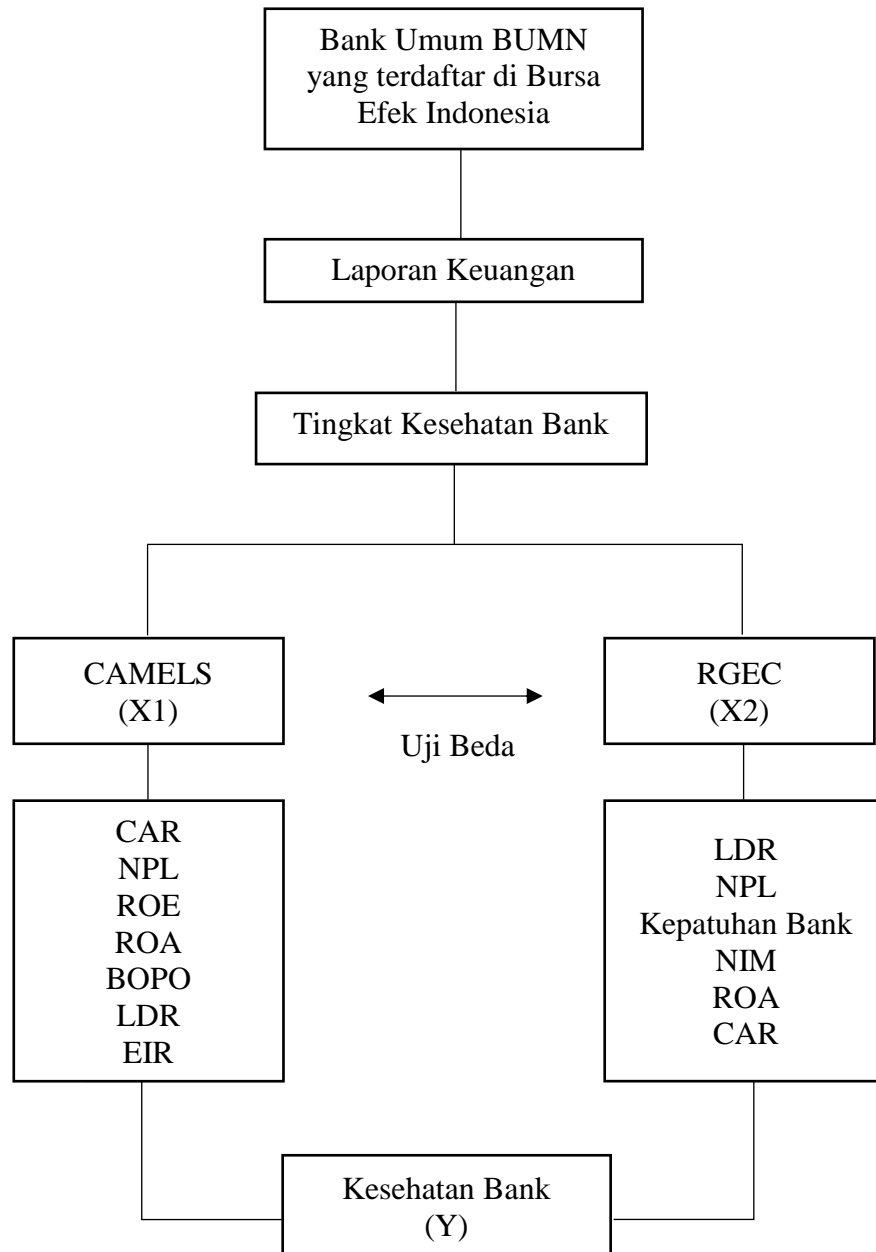 Bank Umum BUMN
yang terdaftar di Bursa
Efek Indonesia
Laporan Keuangan
Tingkat Kesehatan Bank
CAMELS
(X1)
Uji Beda
RGEC
(X2)
CAR
NPL
ROE
ROA
BOPO
LDR
EIR
LDR
NPL
Kepatuhan Bank
NIM
ROA
CAR
Kesehatan Bank
(Y)